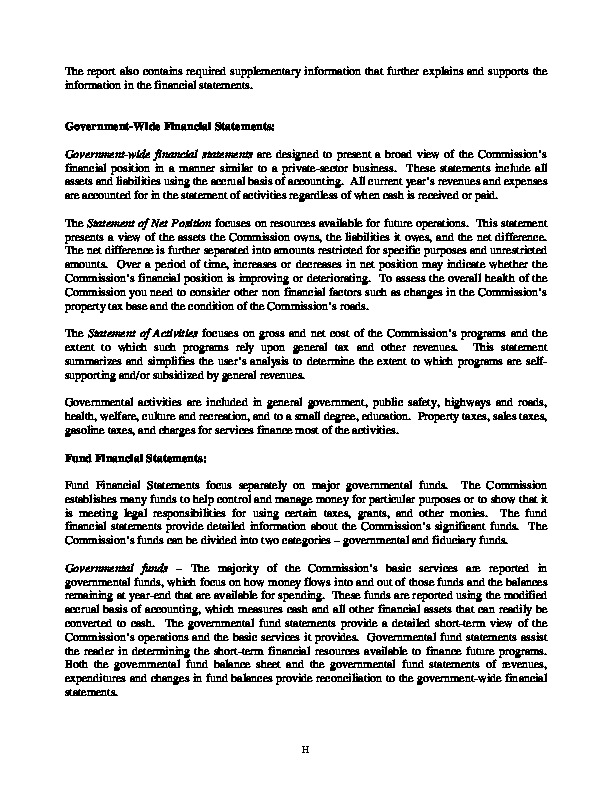 The report also contains required supplementary information that further explains and supports the
information in the financial statements.
Government-Wide Financial Statements:
Government-wide financial statements are designed to present a broad view of the Commission's
financial position in a manner similar to a private-sector business. These statements include all
assets and liabilities using the accrual basis of accounting. All current year's revenues and expenses
are accounted for in the statement of activities regardless of when cash is received or paid.
The Statement of Net Position focuses on resources available for future operations. This statement
presents a view of the assets the Commission owns, the liabilities it owes, and the net difference.
The net difference is further separated into amounts restricted for specific purposes and unrestricted
amounts. Over a period of time, increases or decreases in net position may indicate whether the
Commission's financial position is improving or deteriorating. To assess the overall health of the
Commission you need to consider other non financial factors such as changes in the Commission's
property tax base and the condition of the Commission's roads.
The Statement of Activities focuses on gross and net cost of the Commission's programs and the
extent to which such programs rely upon general tax and other revenues. This statement
summarizes and simplifies the user's analysis to determine the extent to which programs are self-
supporting and/or subsidized by general revenues.
Governmental activities are included in general government, public safety, highways and roads,
health, welfare, culture and recreation, and to a small degree, education. Property taxes, sales taxes,
gasoline taxes, and charges for services finance most of the activities.
Fund Financial Statements:
Fund Financial Statements focus separately on major governmental funds. The Commission
establishes many funds to help control and manage money for particular purposes or to show that it
is meeting legal responsibilities for using certain taxes, grants, and other monies. The fund
financial statements provide detailed information about the Commission's significant funds. The
Commission's funds can be divided into two categories – governmental and fiduciary funds.
Governmental funds – The majority of the Commission's basic services are reported in
governmental funds, which focus on how money flows into and out of those funds and the balances
remaining at year-end that are available for spending. These funds are reported using the modified
accrual basis of accounting, which measures cash and all other financial assets that can readily be
converted to cash. The governmental fund statements provide a detailed short-term view of the
Commission's operations and the basic services it provides. Governmental fund statements assist
the reader in determining the short-term financial resources available to finance future programs.
Both the governmental fund balance sheet and the governmental fund statements of revenues,
expenditures and changes in fund balances provide reconciliation to the government-wide financial
statements.
H